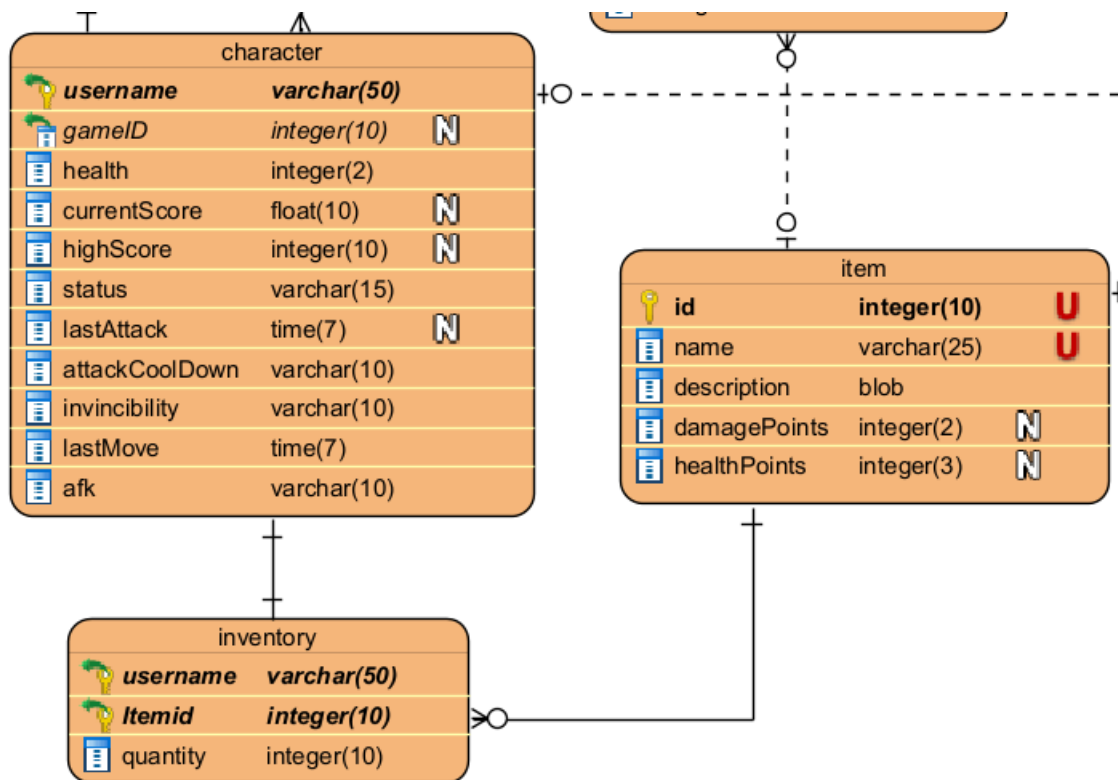 character
username varchar(50)
gameID integer(10) N
health integer(2)
currentScore float(10) N
highScore integer(10) N
status varchar(15)
lastAttack time(7) N
attackCoolDown varchar(10)
invincibility varchar(10)
lastMove time(7)
afk varchar(10)
item
id integer(10) U
name varchar(25) U
description blob
damagePoints integer(2) N
healthPoints integer(3) N
inventory
username varchar(50)
Itemid integer(10)
quantity integer(10)